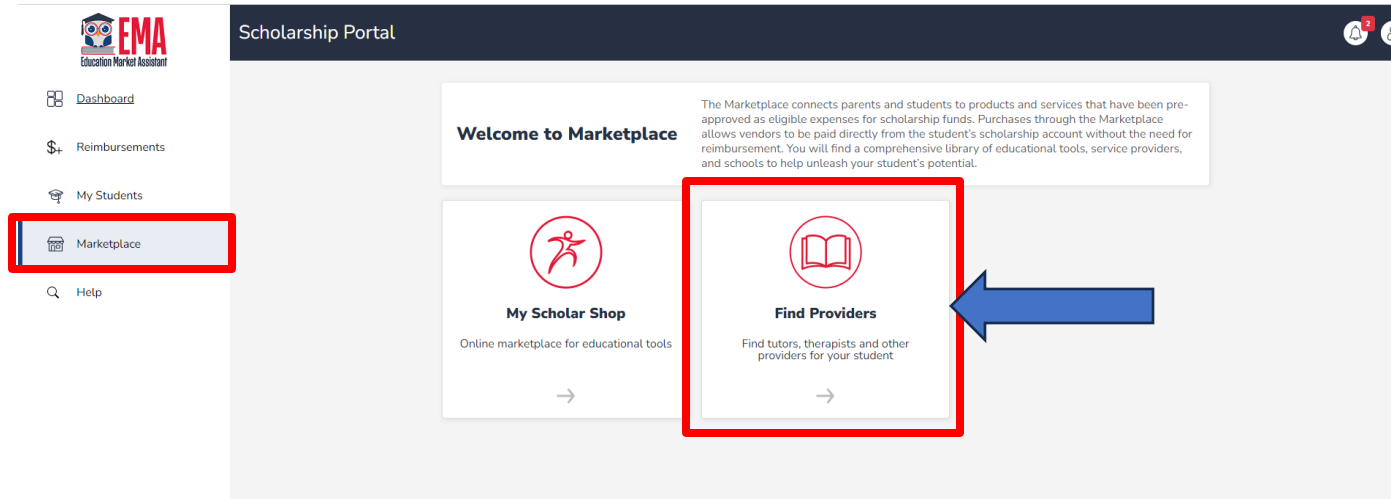 EMA
Education Market Assistant
Scholarship Portal
2
Dashboard
Reimbursements
My Students
Marketplace
Help
Welcome to Marketplace
The Marketplace connects parents and students to products and services that have been pre-
approved as eligible expenses for scholarship funds. Purchases through the Marketplace
allows vendors to be paid directly from the student's scholarship account without the need for
reimbursement. You will find a comprehensive library of educational tools, service providers,
and schools to help unleash your student's potential.
My Scholar Shop
Online marketplace for educational tools
Find Providers
Find tutors, therapists and other
providers for your student